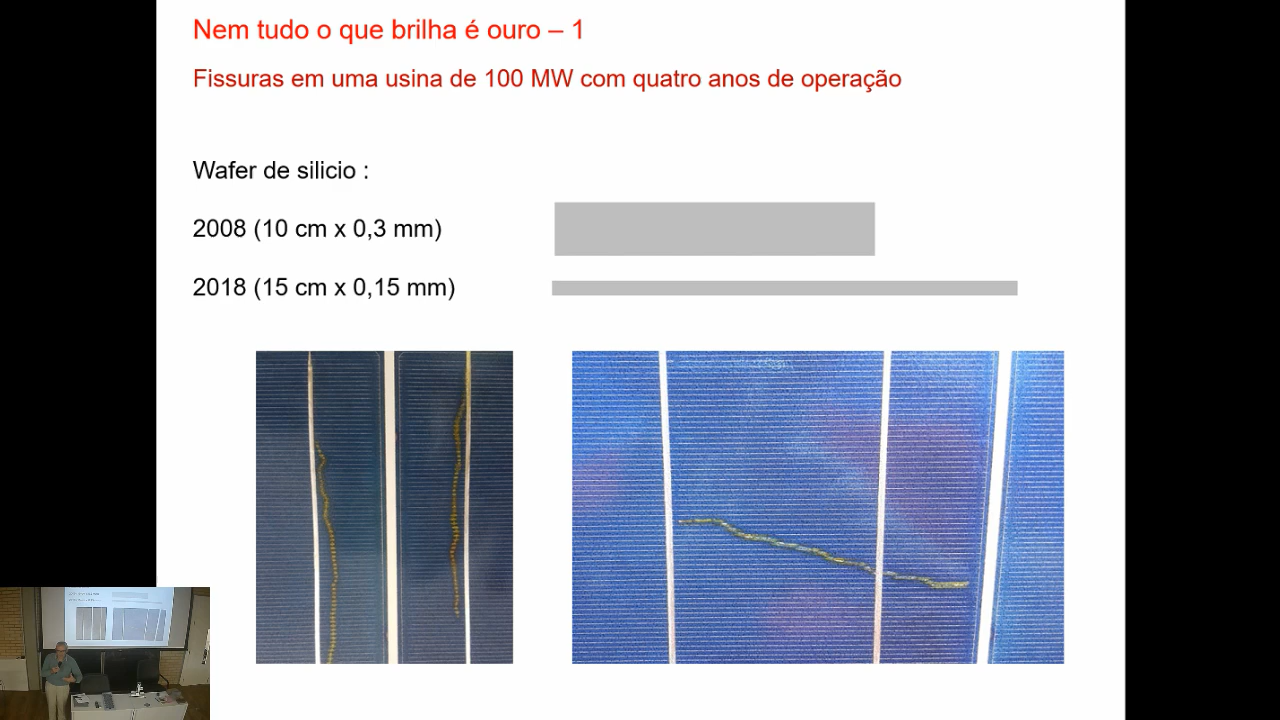 Nem tudo o que brilha é ouro – 1
Fissuras em uma usina de 100 MW com quatro anos de operação
Wafer de silicio :
2008 (10 cm x 0,3 mm)
2018 (15 cm x 0,15 mm)